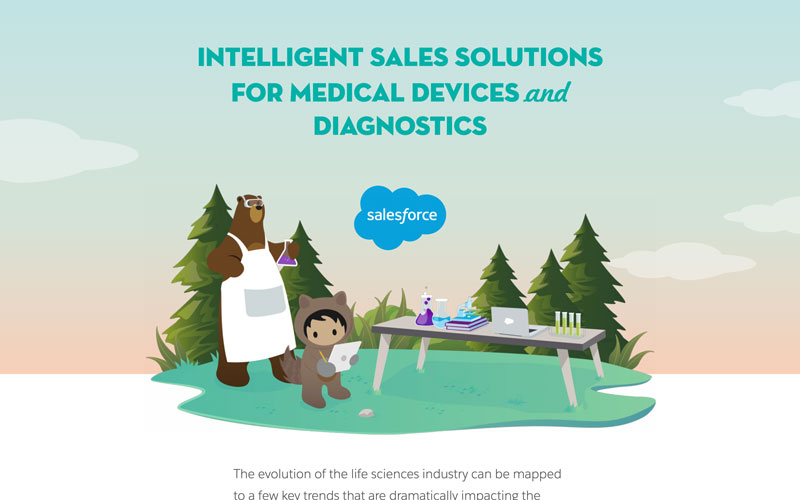 INTELLIGENT SALES SOLUTIONS
FOR MEDICAL DEVICES and
DIAGNOSTICS
salesforce
The evolution of the life sciences industry can be mapped
to a few key trends that are dramatically impacting the